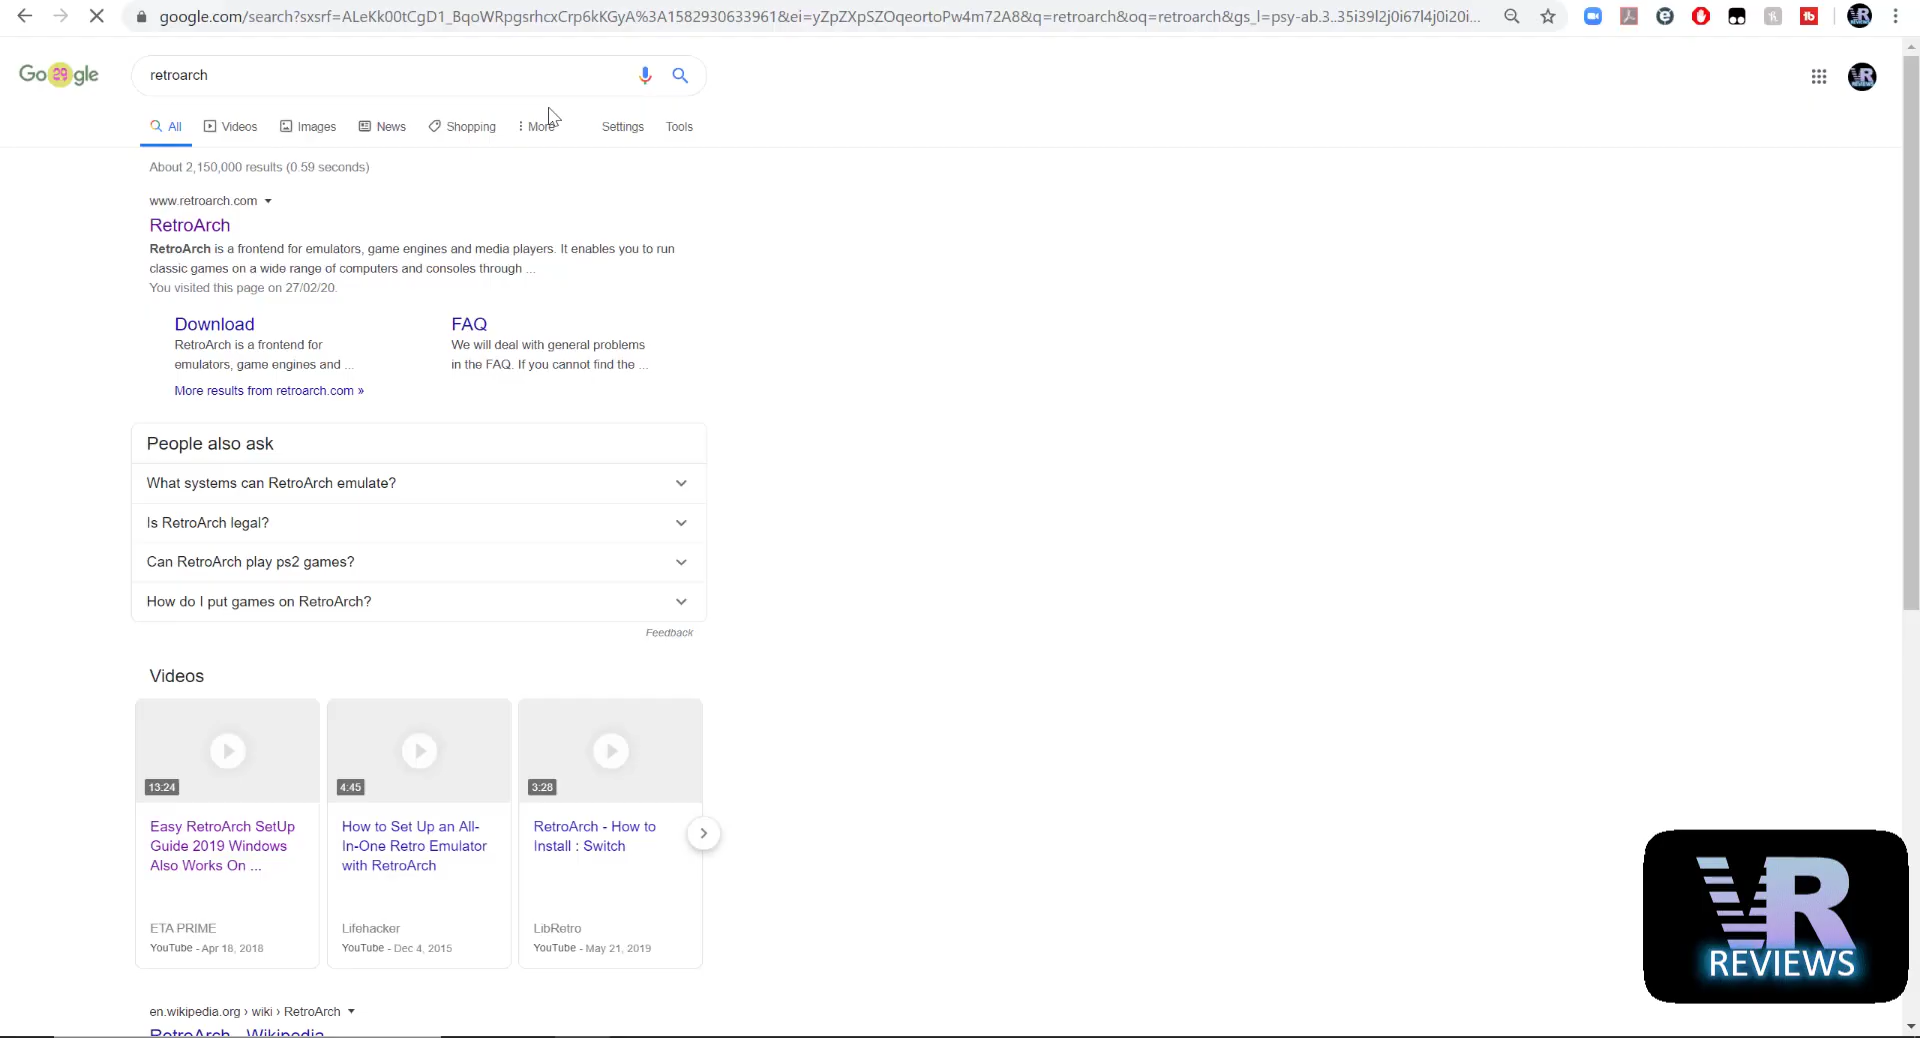 google.com/search?sxsrf=ALeKk00tCgD1_BqoWRpgsrhcxCrp6kKGyA%3A1582930633961&ei=yZpZXpSZOqeortoPw4m72A8&q=retroarch&oq=retroarch&gs_l=psy-ab.3..35i39l2j0i67l4j0i20i...
Google
29
retroarch
All Videos Images News Shopping More Settings Tools
About 2,150,000 results (0.59 seconds)
www.retroarch.com
RetroArch
RetroArch is a frontend for emulators, game engines and media players. It enables you to run
classic games on a wide range of computers and consoles through ...
You visited this page on 27/02/20.
Download
RetroArch is a frontend for
emulators, game engines and ...
FAQ
We will deal with general problems
in the FAQ. If you cannot find the ...
More results from retroarch.com »
People also ask
What systems can RetroArch emulate?
Is RetroArch legal?
Can RetroArch play ps2 games?
How do I put games on RetroArch?
Feedback
Videos
13:24
Easy RetroArch SetUp
Guide 2019 Windows
Also Works On ...
ETA PRIME
YouTube - Apr 18, 2018
4:45
How to Set Up an All-
In-One Retro Emulator
with RetroArch
Lifehacker
YouTube - Dec 4, 2015
3:28
RetroArch - How to
Install : Switch
LibRetro
YouTube - May 21, 2019
en.wikipedia.org › wiki › RetroArch
RetroArch - Wikipedia
VR
REVIEWS